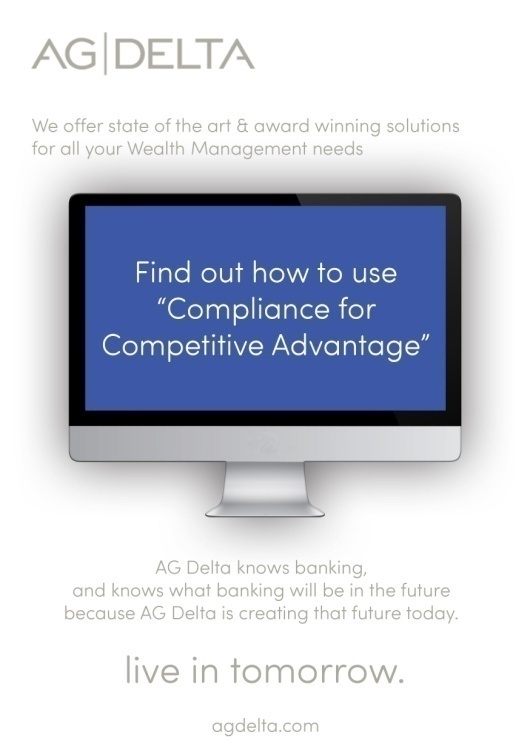 AG|DELTA
We offer state of the art & award winning solutions
for all your Wealth Management needs
Find out how to use
“Compliance for
Competitive Advantage”
AG Delta knows banking,
and knows what banking will be in the future
because AG Delta is creating that future today.
live in tomorrow.
agdelta.com